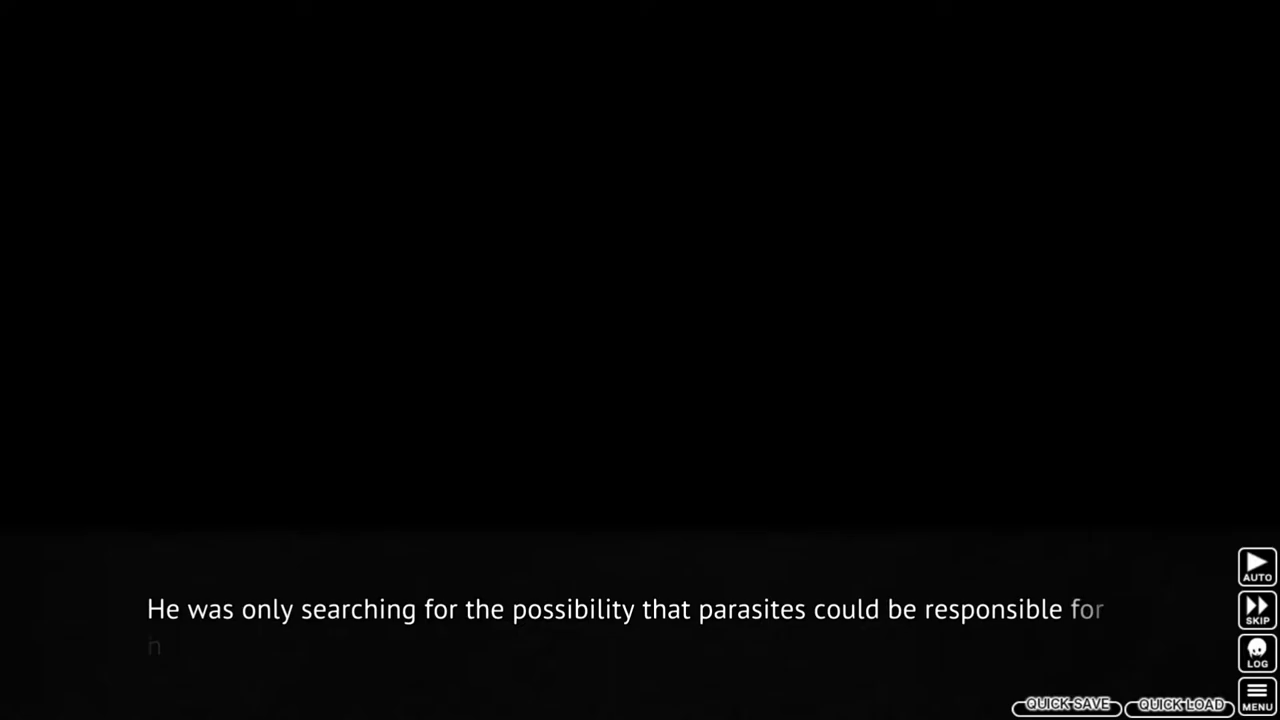 He was only searching for the possibility that parasites could be responsible for
n
AUTO
SKIP
LOG
MENU
QUICK SAVE
QUICK LOAD